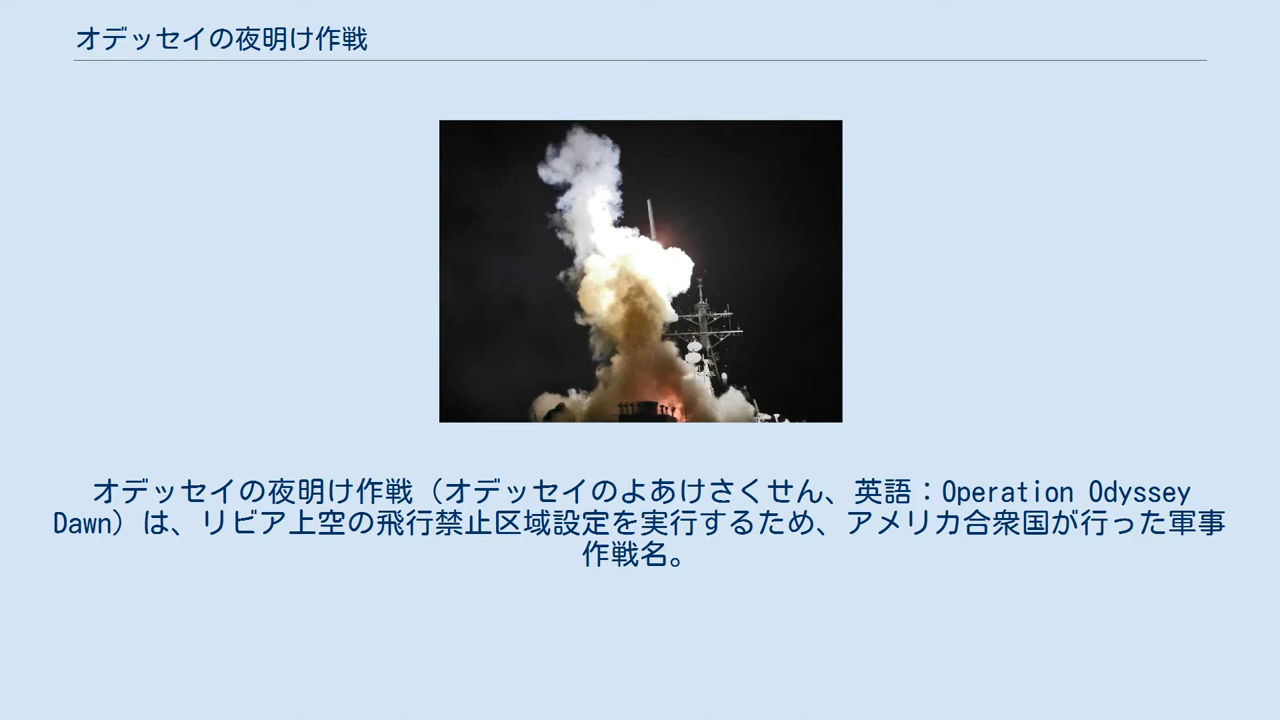 オデッセイの夜明け作戦
オデッセイの夜明け作戦（オデッセイのよあけさくせん、英語：Operation Odyssey
Dawn）は、リビア上空の飛行禁止区域設定を実行するため、アメリカ合衆国が行った軍事
作戦名。